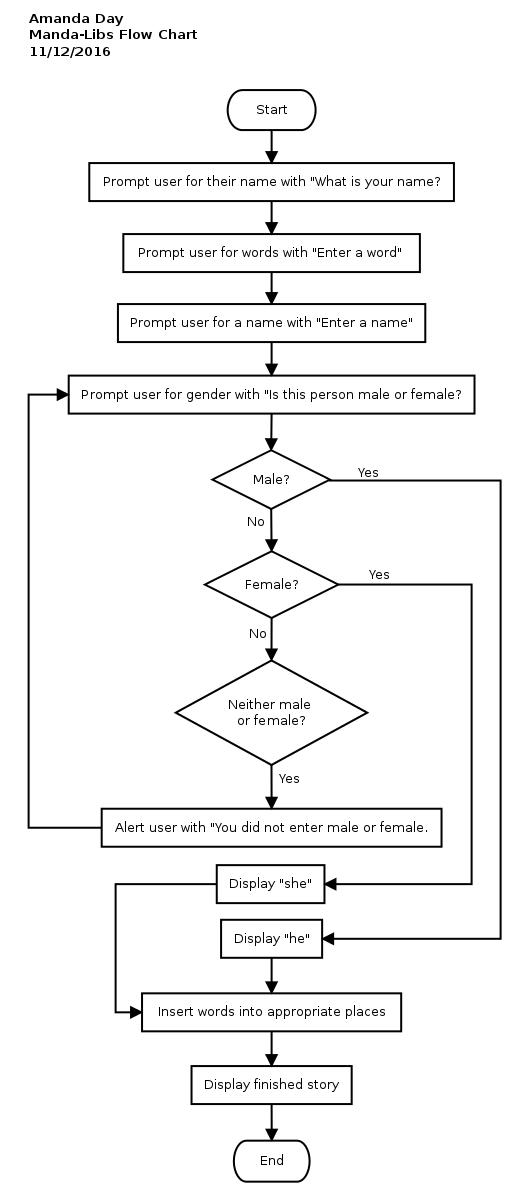 Amanda Day
Manda-Libs Flow Chart
11/12/2016
Start
Prompt user for their name with "What is your name?
Prompt user for words with "Enter a word"
Prompt user for a name with "Enter a name"
Prompt user for gender with "Is this person male or female?
Male?
Yes
No
Female?
Yes
No
Neither male
or female?
Yes
Alert user with "You did not enter male or female.
Display "she"
Display "he"
Insert words into appropriate places
Display finished story
End